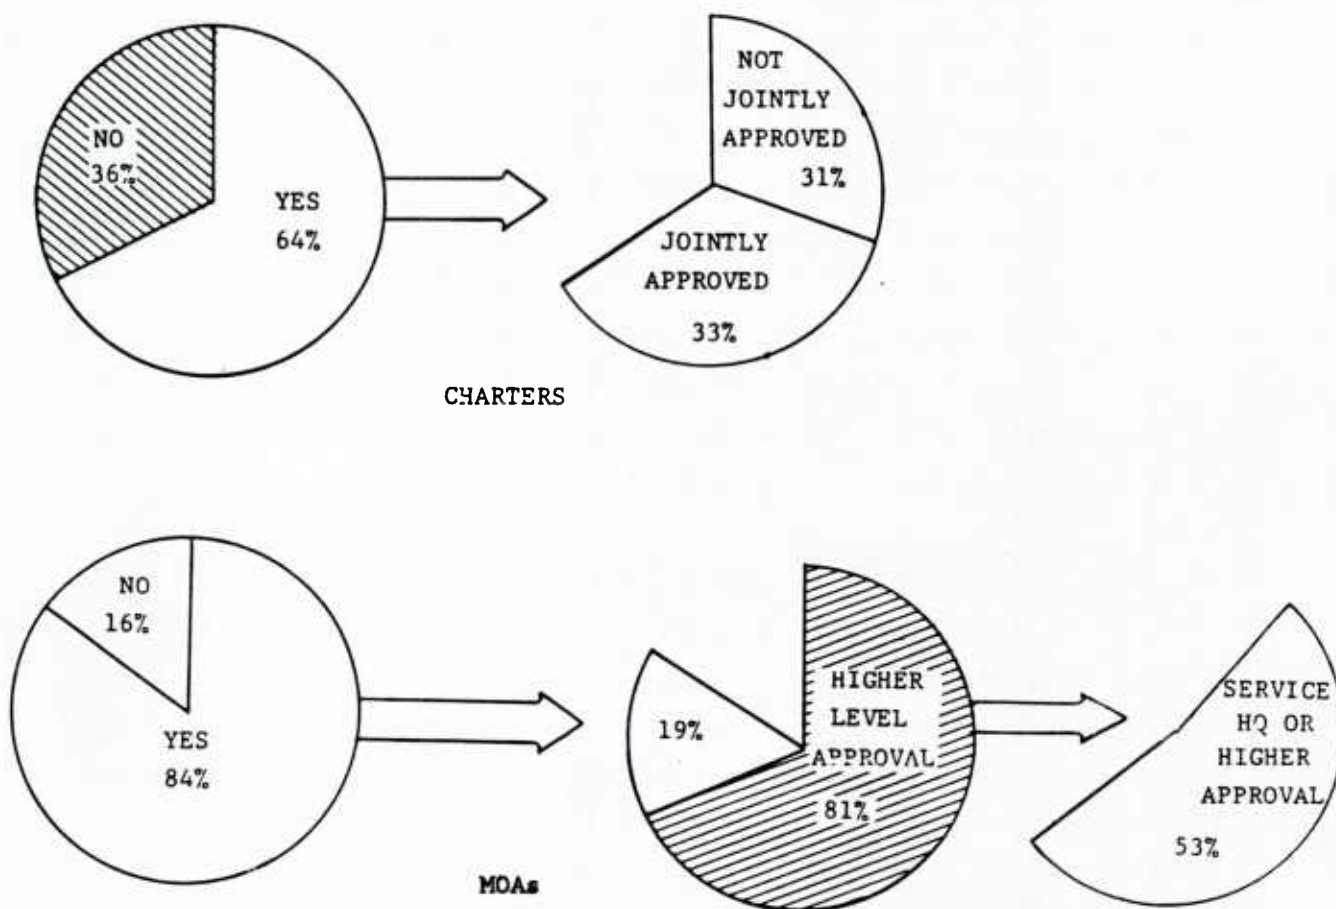 NO
36%
YES
64%
NOT
JOINTLY
APPROVED
31%
JOINTLY
APPROVED
33%
CHARTERS
NO
16%
YES
84%
19%
HIGHER
LEVEL
APPROVAL
81%
SERVICE
HQ OR
HIGHER
APPROVAL
53%
MOAs